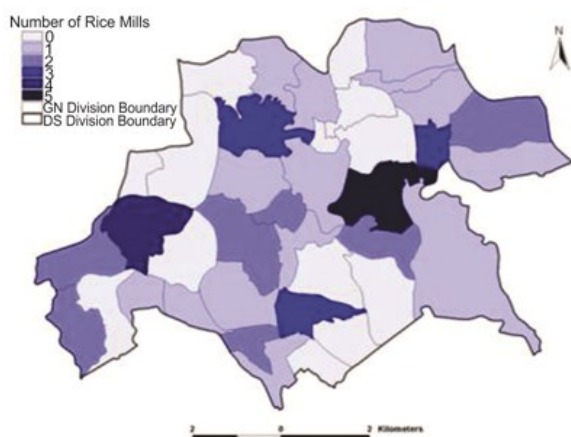 Number of Rice Mills
0
1
2
3
4
5
GN Division Boundary
DS Division Boundary
N
2 0 2 Kilometers